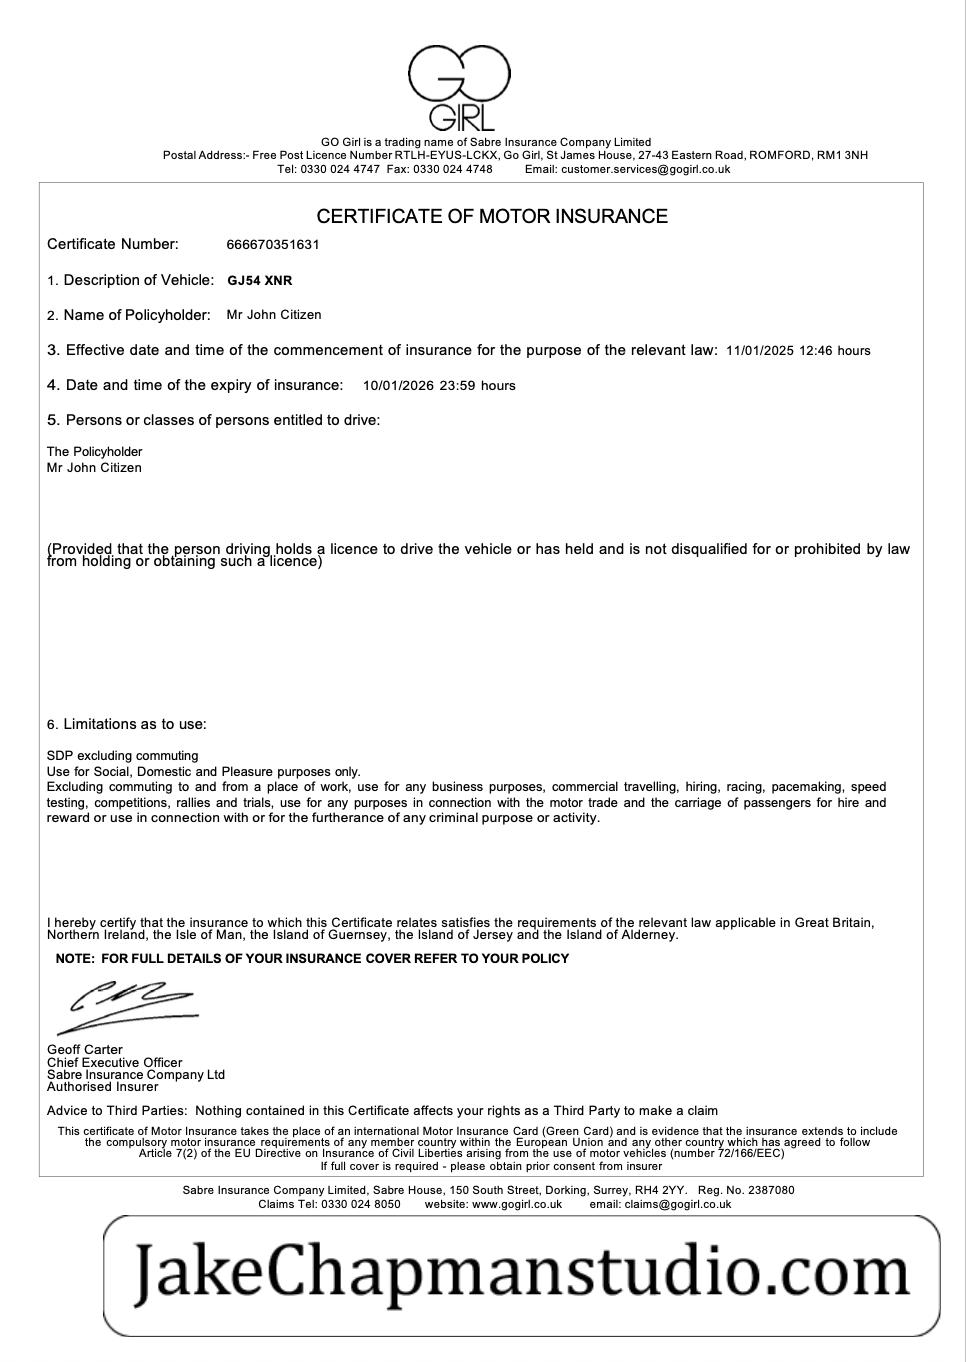 GO
GIRL
GO Girl is a trading name of Sabre Insurance Company Limited
Postal Address:- Free Post Licence Number RTLH-EYUS-LCKX, Go Girl, St James House, 27-43 Eastern Road, ROMFORD, RM1 3NH
Tel: 0330 024 4747 Fax: 0330 024 4748 Email: customer.services@gogirl.co.uk
CERTIFICATE OF MOTOR INSURANCE
Certificate Number: 666670351631
1. Description of Vehicle: GJ54 XNR
2. Name of Policyholder: Mr John Citizen
3. Effective date and time of the commencement of insurance for the purpose of the relevant law: 11/01/2025 12:46 hours
4. Date and time of the expiry of insurance: 10/01/2026 23:59 hours
5. Persons or classes of persons entitled to drive:
The Policyholder
Mr John Citizen
(Provided that the person driving holds a licence to drive the vehicle or has held and is not disqualified for or prohibited by law
from holding or obtaining such a licence)
6. Limitations as to use:
SDP excluding commuting
Use for Social, Domestic and Pleasure purposes only.
Excluding commuting to and from a place of work, use for any business purposes, commercial travelling, hiring, racing, pacemaking, speed
testing, competitions, rallies and trials, use for any purposes in connection with the motor trade and the carriage of passengers for hire and
reward or use in connection with or for the furtherance of any criminal purpose or activity.
I hereby certify that the insurance to which this Certificate relates satisfies the requirements of the relevant law applicable in Great Britain,
Northern Ireland, the Isle of Man, the Island of Guernsey, the Island of Jersey and the Island of Alderney.
NOTE: FOR FULL DETAILS OF YOUR INSURANCE COVER REFER TO YOUR POLICY
Geoff Carter
Chief Executive Officer
Sabre Insurance Company Ltd
Authorised Insurer
Advice to Third Parties: Nothing contained in this Certificate affects your rights as a Third Party to make a claim
This certificate of Motor Insurance takes the place of an international Motor Insurance Card (Green Card) and is evidence that the insurance extends to include
the compulsory motor insurance requirements of any member country within the European Union and any other country which has agreed to follow
Article 7(2) of the EU Directive on Insurance of Civil Liberties arising from the use of motor vehicles (number 72/166/EEC)
If full cover is required - please obtain prior consent from insurer
Sabre Insurance Company Limited, Sabre House, 150 South Street, Dorking, Surrey, RH4 2YY. Reg. No. 2387080
Claims Tel: 0330 024 8050 website: www.gogirl.co.uk email: claims@gogirl.co.uk
JakeChapmanstudio.com